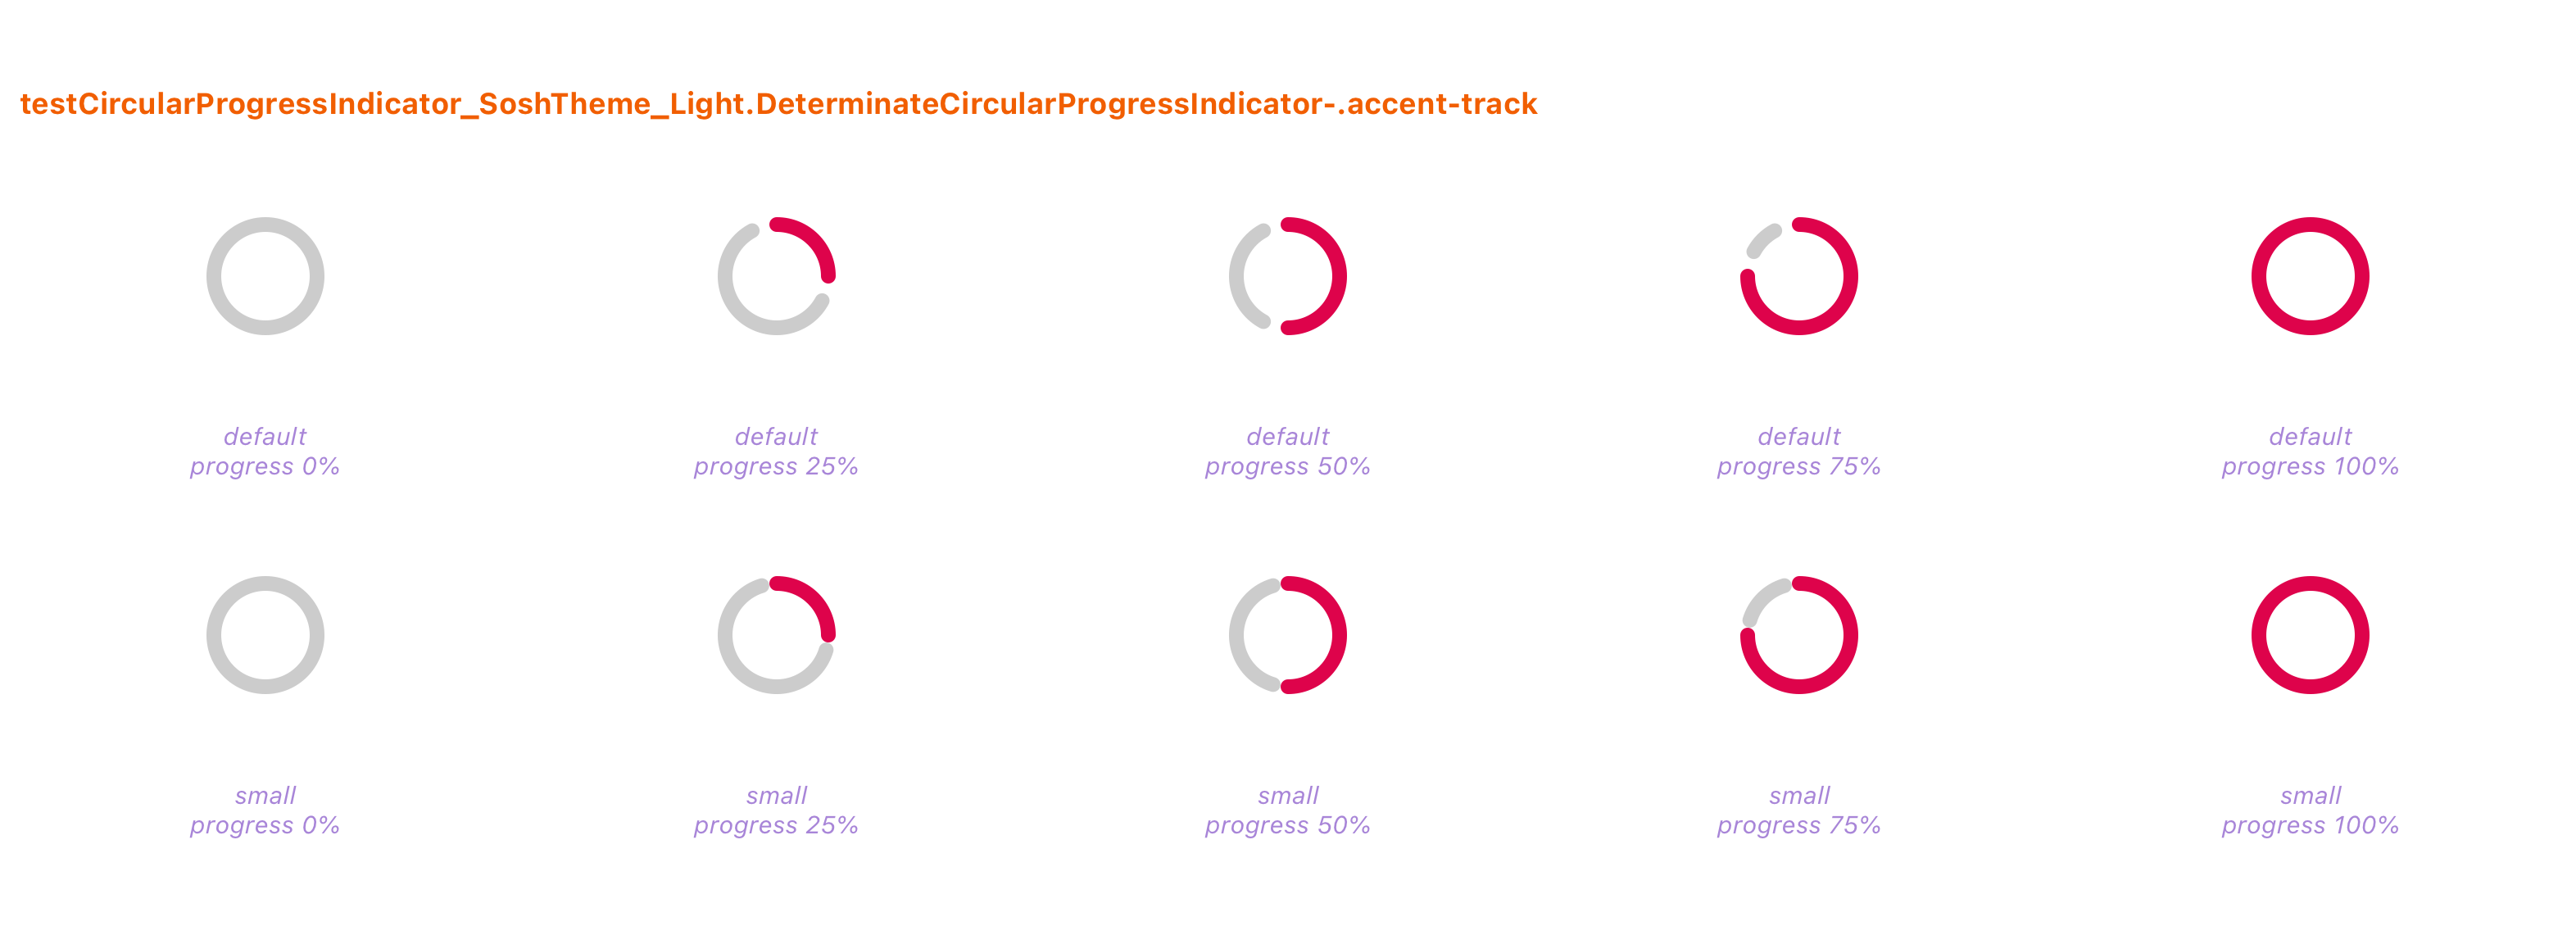 testCircularProgressIndicator_SoshTheme_Light.DeterminateCircularProgressIndicator-.accent-track
default
progress 0%
default
progress 25%
default
progress 50%
default
progress 75%
default
progress 100%
small
progress 0%
small
progress 25%
small
progress 50%
small
progress 75%
small
progress 100%